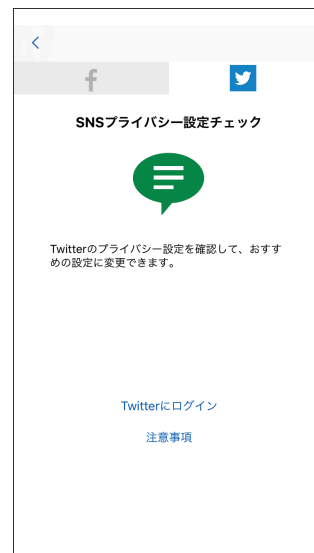 SNSプライバシー設定チェック
Twitterのプライバシー設定を確認して、おすす
めの設定に変更できます。
Twitterにログイン
注意事項